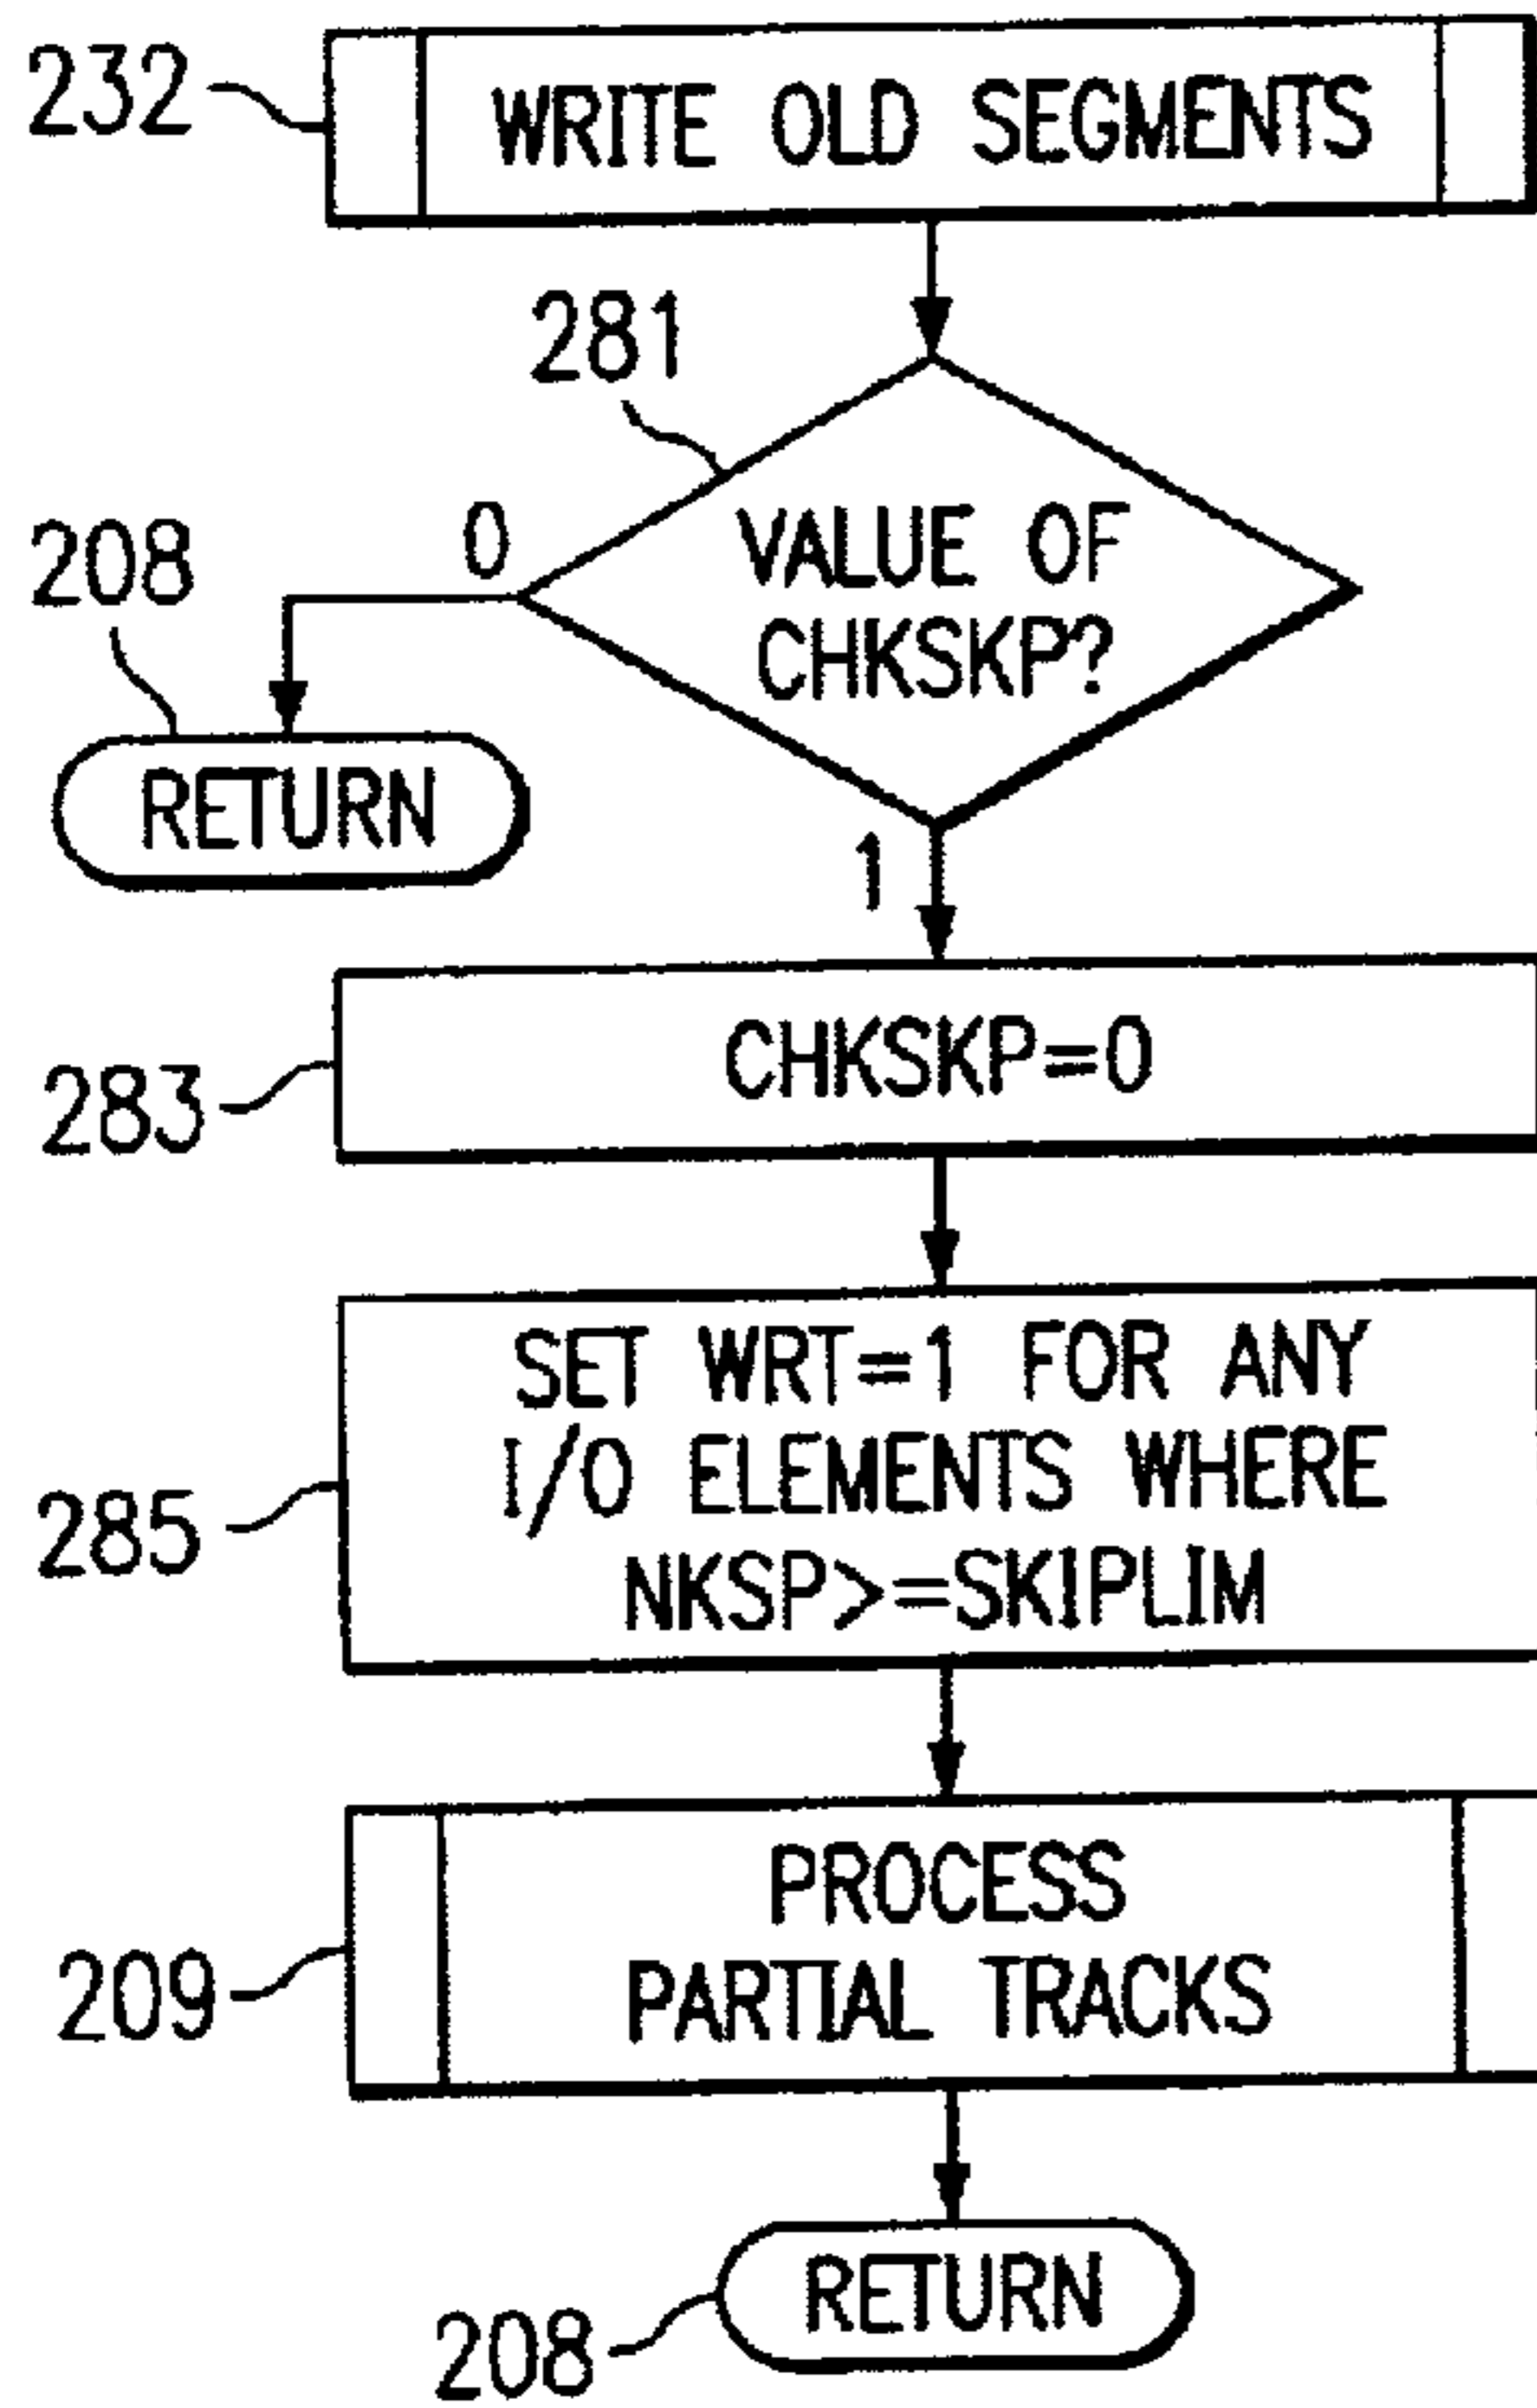 232
WRITE OLD SEGMENTS
281
0
208
VALUE OF
CHKSKP?
RETURN
1
CHKSKP=0
283
SET WRT=1 FOR ANY
I/O ELEMENTS WHERE
NKSP>=SKIPLIM
285
PROCESS
PARTIAL TRACKS
209
RETURN
208